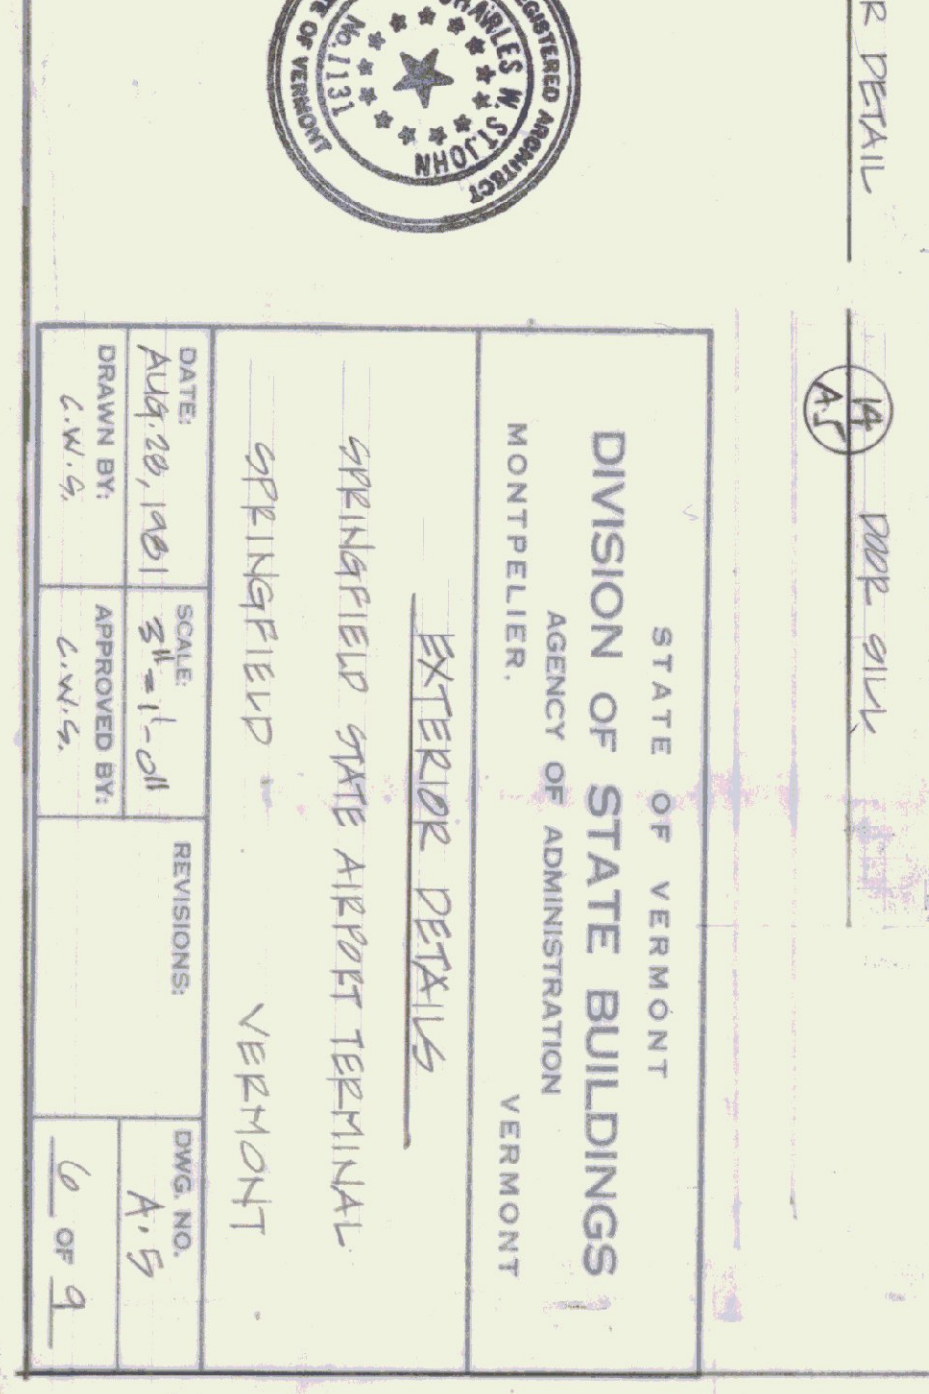 R DETAIL
14
A.5
DOOR SILL
REGISTERED ARCHITECT
CHARLES W. ST. JOHN
No. 1131
E OF VERMONT
STATE OF VERMONT
DIVISION OF STATE BUILDINGS
AGENCY OF ADMINISTRATION
MONTPELIER. VERMONT
EXTERIOR DETAILS
SPRINGFIELD STATE AIRPORT TERMINAL
SPRINGFIELD VERMONT
DATE:
AUG. 28, 1981
SCALE:
3" = 1'-0"
DRAWN BY:
C.W.S.
APPROVED BY:
C.W.S.
REVISIONS:
DWG. NO.
A.5
6 OF 9